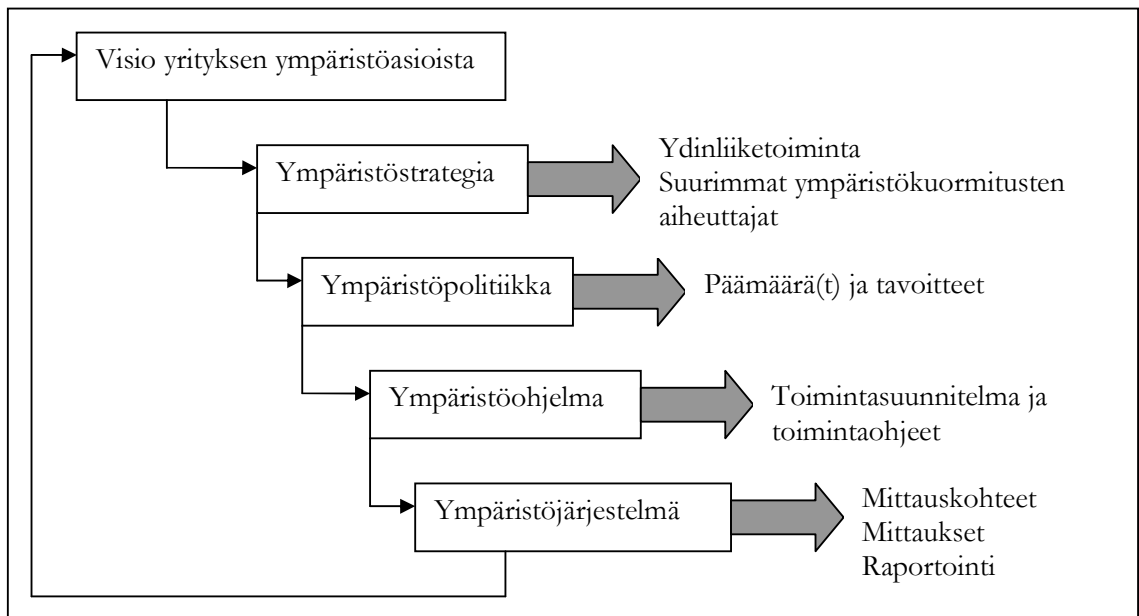 Visio yrityksen ympäristöasioista
Ympäristöstrategia
Ydinliiketoiminta
Suurimmat ympäristökuormitusten
aiheuttajat
Ympäristöpolitiikka
Päämäärä(t) ja tavoitteet
Ympäristöohjelma
Toimintasuunnitelma ja
toimintaohjeet
Ympäristöjärjestelmä
Mittauskohteet
Mittaukset
Raportointi